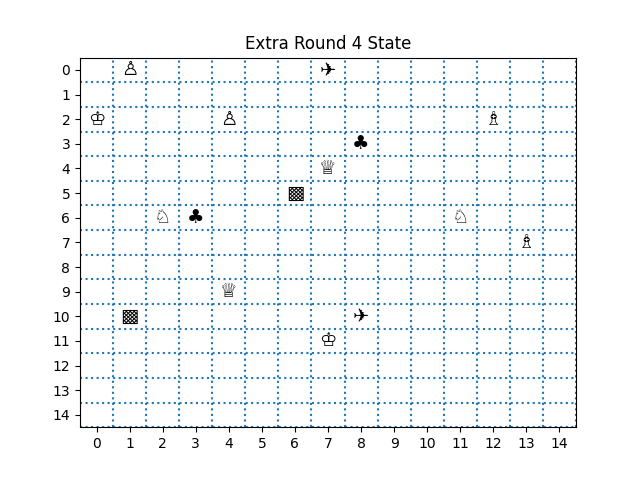 Extra Round 4 State
0 ♙ ✈
1
2 ♔ ♙ ♗
3 ♣
4 ♕
5 ▩
6 ♘ ♣ ♘
7 ♗
8
9 ♕
10 ▩ ✈
11 ♔
12
13
14
0 1 2 3 4 5 6 7 8 9 10 11 12 13 14